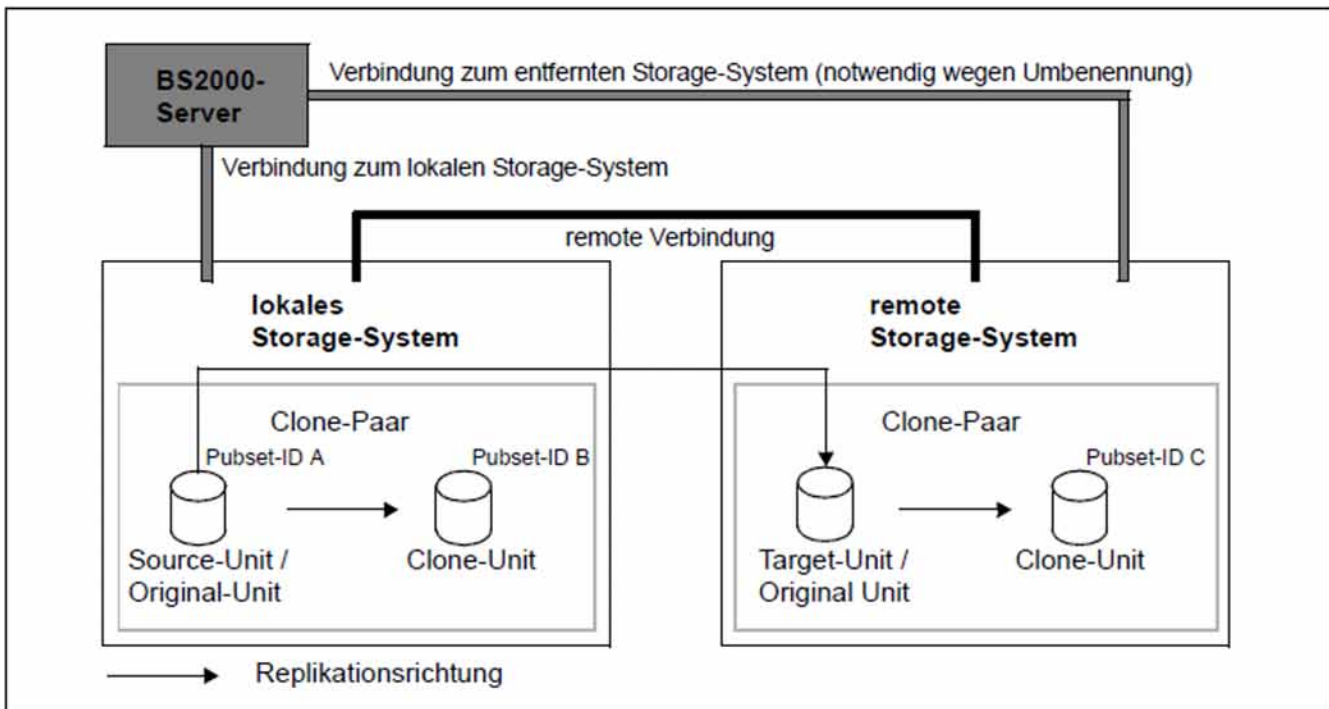 BS2000-
Server
Verbindung zum entfernten Storage-System (notwendig wegen Umbenennung)
Verbindung zum lokalen Storage-System
remote Verbindung
lokales
Storage-System
remote
Storage-System
Clone-Paar
Pubset-ID A
Pubset-ID B
Source-Unit /
Original-Unit
Clone-Unit
Clone-Paar
Pubset-ID C
Target-Unit /
Original Unit
Clone-Unit
Replikationsrichtung